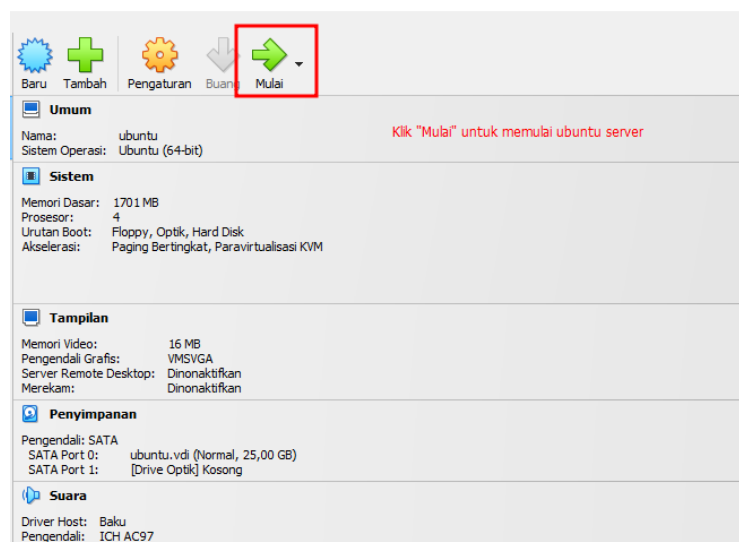 Baru Tambah Pengaturan Buang Mulai
Umum
Nama: ubuntu
Sistem Operasi: Ubuntu (64-bit)
Klik "Mulai" untuk memulai ubuntu server
Sistem
Memori Dasar: 1701 MB
Prosesor: 4
Urutan Boot: Floppy, Optik, Hard Disk
Akselerasi: Paging Bertingkat, Paravirtualisasi KVM
Tampilan
Memori Video: 16 MB
Pengendali Grafis: VMSVGA
Server Remote Desktop: Dinonaktifkan
Merekam: Dinonaktifkan
Penyimpanan
Pengendali: SATA
SATA Port 0: ubuntu.vdi (Normal, 25,00 GB)
SATA Port 1: [Drive Optik] Kosong
Suara
Driver Host: Baku
Pengendali: ICH AC97